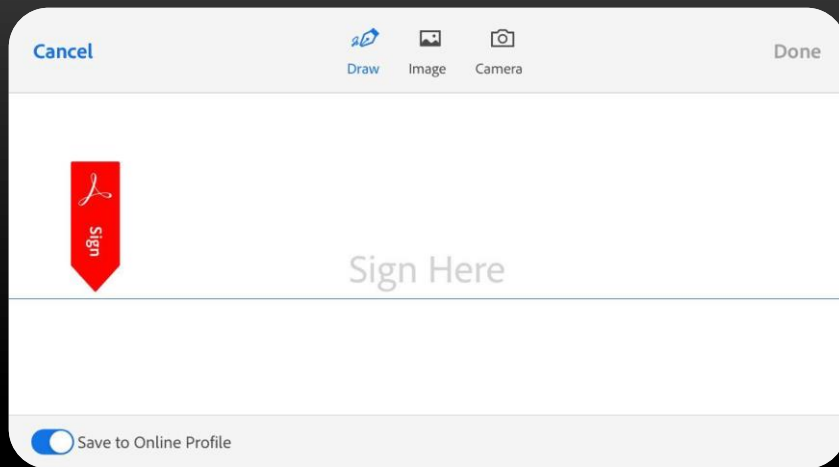 Cancel
Draw Image Camera
Done
Sign
Sign Here
Save to Online Profile